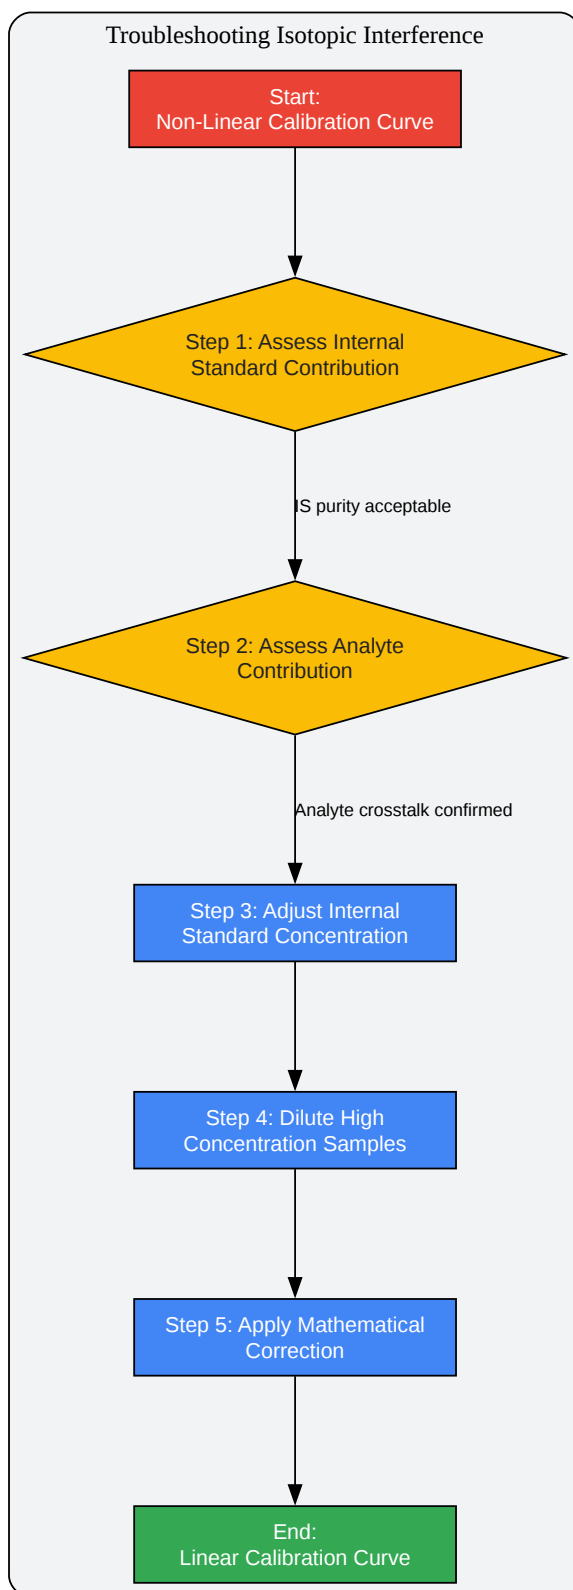 Troubleshooting Isotopic Interference
Start:
Non-Linear Calibration Curve
Step 1: Assess Internal
Standard Contribution
IS purity acceptable
Step 2: Assess Analyte
Contribution
Analyte crosstalk confirmed
Step 3: Adjust Internal
Standard Concentration
Step 4: Dilute High
Concentration Samples
Step 5: Apply Mathematical
Correction
End:
Linear Calibration Curve